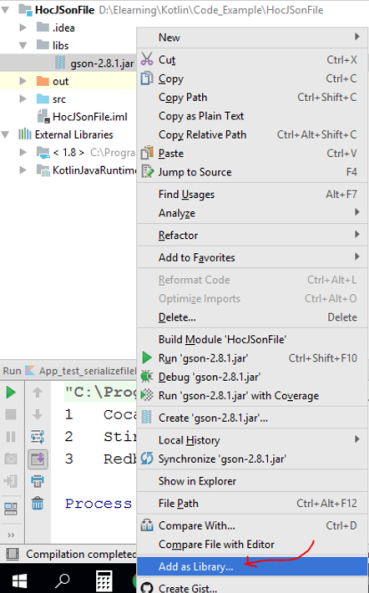 HocJSonFile D:\Elearning\Kotlin\Code_Example\HocJSonFile
.idea
libs
gson-2.8.1.jar
out
src
HocJSonFile.iml
External Libraries
< 1.8 > C:\Progra
KotlinJavaRuntime
New
Cut Ctrl+X
Copy Ctrl+C
Copy Path Ctrl+Shift+C
Copy as Plain Text
Copy Relative Path Ctrl+Alt+Shift+C
Paste Ctrl+V
Jump to Source F4
Find Usages Alt+F7
Analyze
Refactor
Add to Favorites
Reformat Code Ctrl+Alt+L
Optimize Imports Ctrl+Alt+O
Delete... Delete
Build Module 'HocJSonFile'
Run 'gson-2.8.1.jar' Ctrl+Shift+F10
Debug 'gson-2.8.1.jar'
Run 'gson-2.8.1.jar' with Coverage
Create 'gson-2.8.1.jar'...
Local History
Synchronize 'gson-2.8.1.jar'
Show in Explorer
File Path Ctrl+Alt+F12
Compare With... Ctrl+D
Compare File with Editor
Add as Library...
Create Gist...
Run App_test_serializefile
"C:\Prog
1 Coca
2 Stin
3 Redb
Process
Compilation completed